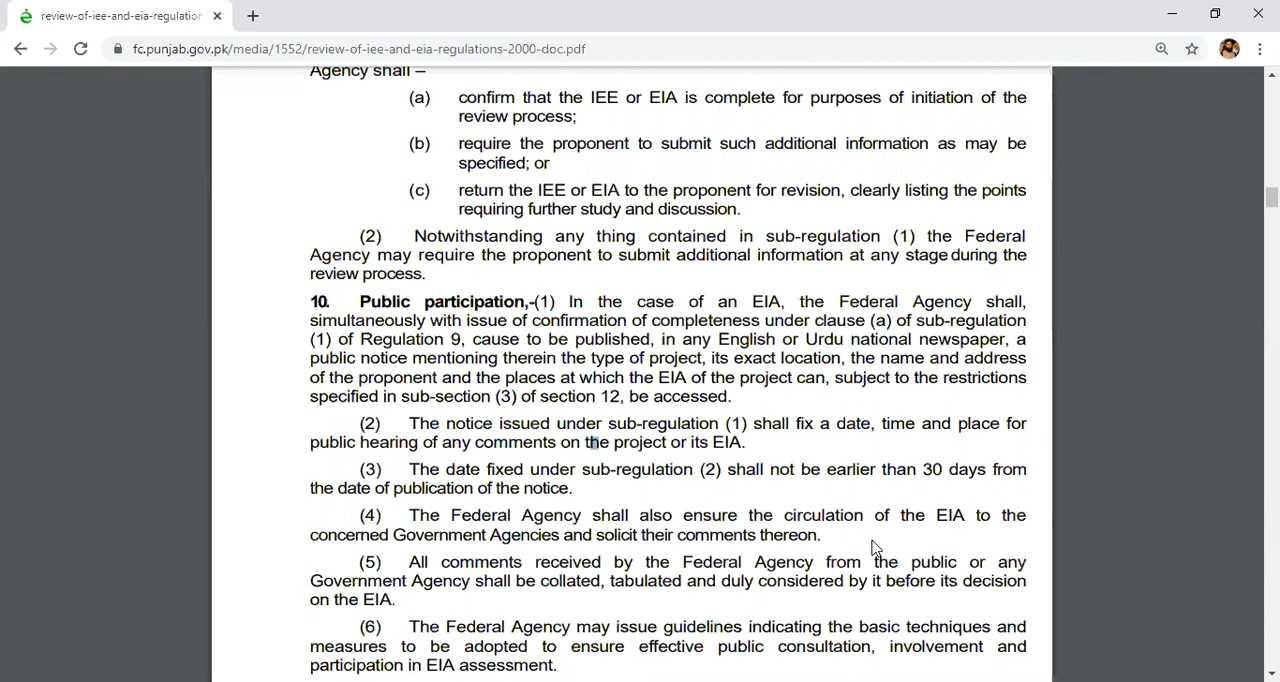 review-of-iee-and-eia-regulation
fc.punjab.gov.pk/media/1552/review-of-iee-and-eia-regulations-2000-doc.pdf
Agency shall –
(a) confirm that the IEE or EIA is complete for purposes of initiation of the
review process;
(b) require the proponent to submit such additional information as may be
specified; or
(c) return the IEE or EIA to the proponent for revision, clearly listing the points
requiring further study and discussion.
(2) Notwithstanding any thing contained in sub-regulation (1) the Federal
Agency may require the proponent to submit additional information at any stage during the
review process.
10. Public participation,-(1) In the case of an EIA, the Federal Agency shall,
simultaneously with issue of confirmation of completeness under clause (a) of sub-regulation
(1) of Regulation 9, cause to be published, in any English or Urdu national newspaper, a
public notice mentioning therein the type of project, its exact location, the name and address
of the proponent and the places at which the EIA of the project can, subject to the restrictions
specified in sub-section (3) of section 12, be accessed.
(2) The notice issued under sub-regulation (1) shall fix a date, time and place for
public hearing of any comments on the project or its EIA.
(3) The date fixed under sub-regulation (2) shall not be earlier than 30 days from
the date of publication of the notice.
(4) The Federal Agency shall also ensure the circulation of the EIA to the
concerned Government Agencies and solicit their comments thereon.
(5) All comments received by the Federal Agency from the public or any
Government Agency shall be collated, tabulated and duly considered by it before its decision
on the EIA.
(6) The Federal Agency may issue guidelines indicating the basic techniques and
measures to be adopted to ensure effective public consultation, involvement and
participation in EIA assessment.